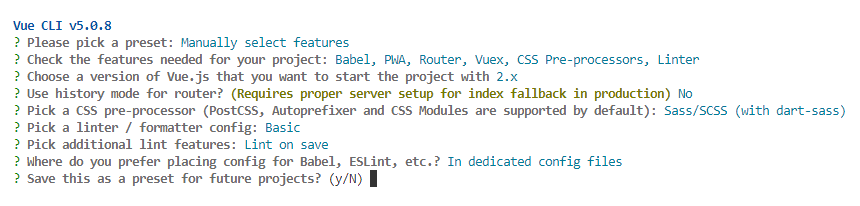 Vue CLI v5.0.8
? Please pick a preset: Manually select features
? Check the features needed for your project: Babel, PWA, Router, Vuex, CSS Pre-processors, Linter
? Choose a version of Vue.js that you want to start the project with 2.x
? Use history mode for router? (Requires proper server setup for index fallback in production) No
? Pick a CSS pre-processor (PostCSS, Autoprefixer and CSS Modules are supported by default): Sass/SCSS (with dart-sass)
? Pick a linter / formatter config: Basic
? Pick additional lint features: Lint on save
? Where do you prefer placing config for Babel, ESLint, etc.? In dedicated config files
? Save this as a preset for future projects? (y/N)